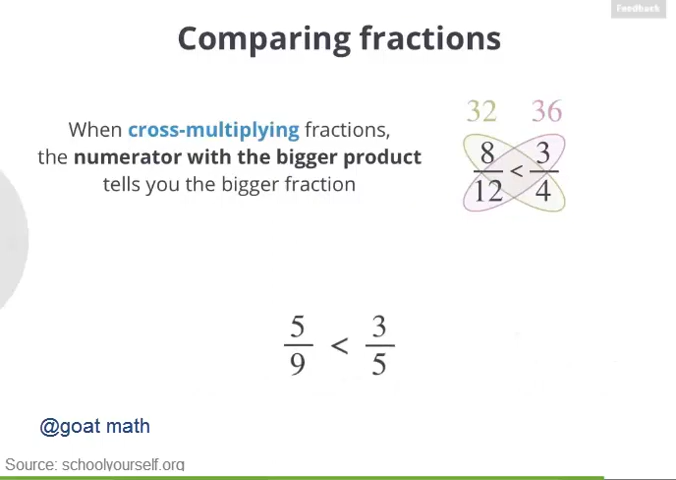 Feedback
Comparing fractions
When cross-multiplying fractions,
the numerator with the bigger product
tells you the bigger fraction
32 36
8/12 < 3/4
5/9 < 3/5
@goat math
Source: schoolyourself.org